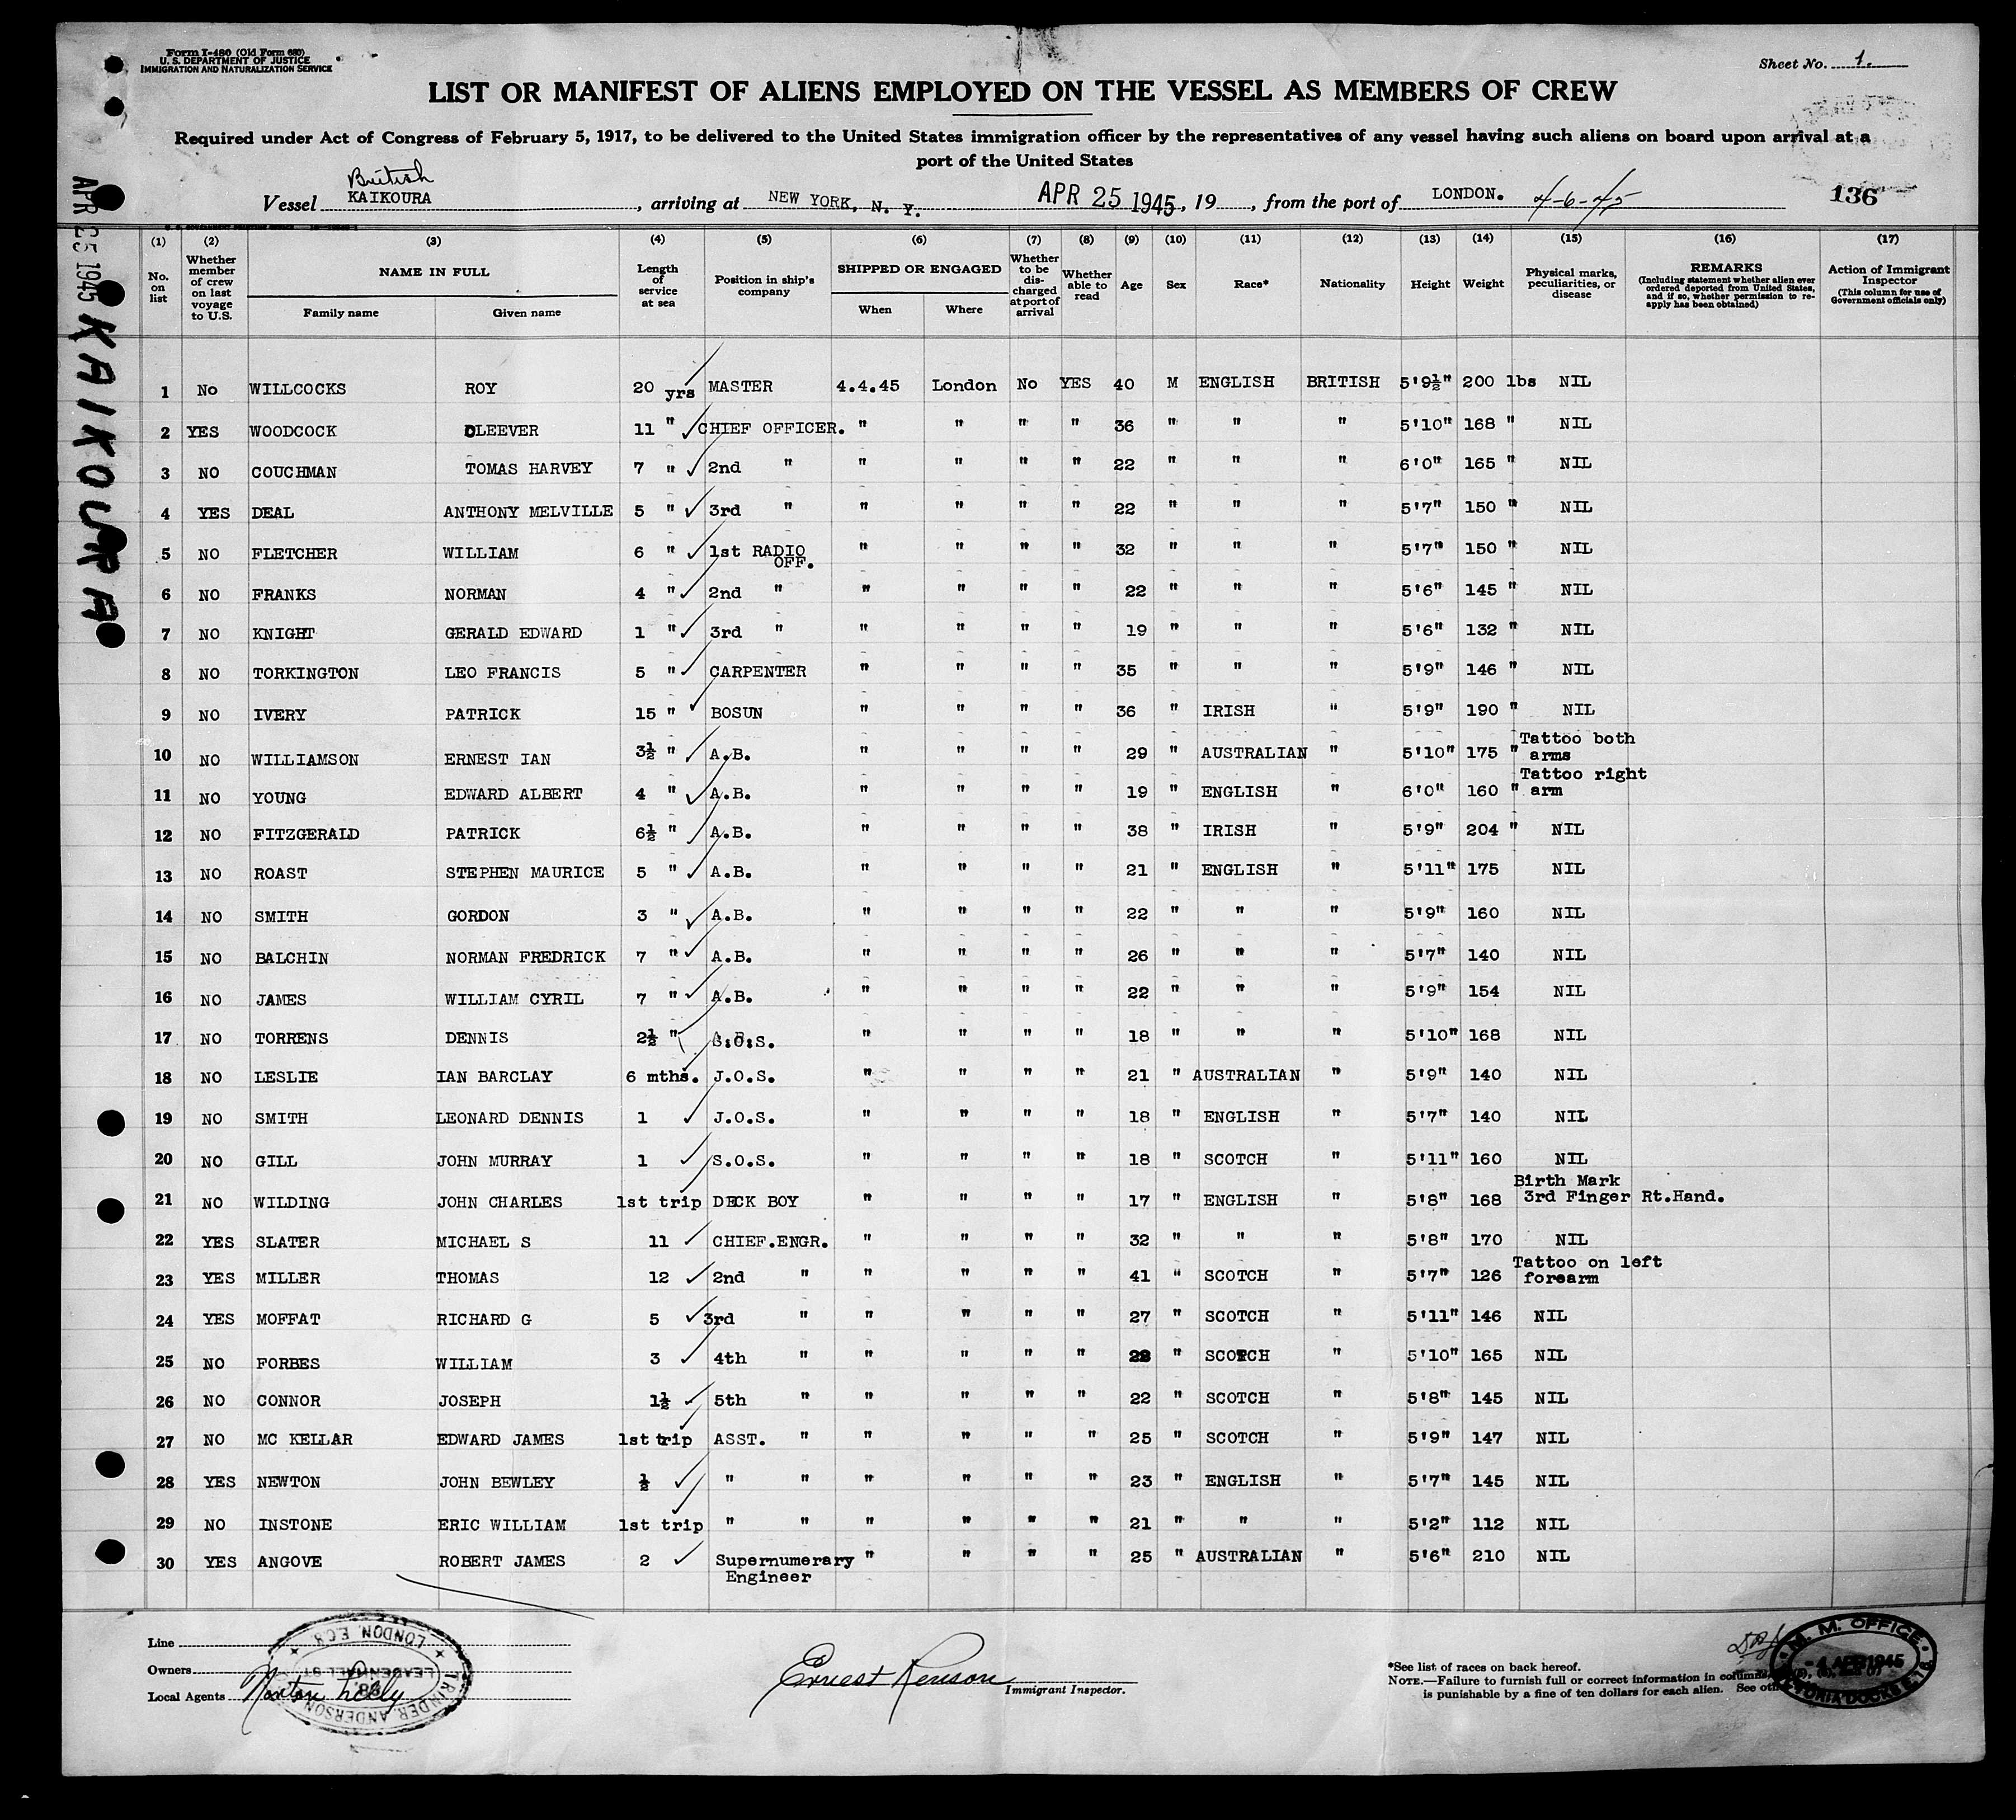 Form I-480 (Old Form 680)
U. S. DEPARTMENT OF JUSTICE
IMMIGRATION AND NATURALIZATION SERVICE
Sheet No. 1.
LIST OR MANIFEST OF ALIENS EMPLOYED ON THE VESSEL AS MEMBERS OF CREW
Required under Act of Congress of February 5, 1917, to be delivered to the United States immigration officer by the representatives of any vessel having such aliens on board upon arrival at a
port of the United States
British
Vessel KAIKOURA, arriving at NEW YORK, N. Y. APR 25 1945, 19, from the port of LONDON. 4-6-45 136
APR 25 1945 KAIKOURA
(1) (2) (3) (4) (5) (6) (7) (8) (9) (10) (11) (12) (13) (14) (15) (16) (17)
No. on list
Whether member of crew on last voyage to U.S.
NAME IN FULL
Family name Given name
Length of service at sea
Position in ship's company
SHIPPED OR ENGAGED
When Where
Whether to be discharged at port of arrival
Whether able to read
Age Sex Race* Nationality Height Weight
Physical marks, peculiarities, or disease
REMARKS
(Including statement whether alien ever ordered deported from United States, and if so, whether permission to reapply has been obtained)
Action of Immigrant Inspector
(This column for use of Government officials only)
1 No WILLCOCKS ROY 20 yrs MASTER 4.4.45 London No YES 40 M ENGLISH BRITISH 5'9½" 200 lbs NIL
2 YES WOODCOCK CLEEVER 11 " CHIEF OFFICER. " " " " 36 " " " 5'10" 168 " NIL
3 NO COUCHMAN TOMAS HARVEY 7 " 2nd " " " " " 22 " " " 6'0" 165 " NIL
4 YES DEAL ANTHONY MELVILLE 5 " 3rd " " " " " 22 " " " 5'7" 150 " NIL
5 NO FLETCHER WILLIAM 6 " 1st RADIO OFF. " " " " 32 " " " 5'7" 150 " NIL
6 NO FRANKS NORMAN 4 " 2nd " " " " " 22 " " " 5'6" 145 " NIL
7 NO KNIGHT GERALD EDWARD 1 " 3rd " " " " " 19 " " " 5'6" 132 " NIL
8 NO TORKINGTON LEO FRANCIS 5 " CARPENTER " " " " 35 " " " 5'9" 146 " NIL
9 NO IVERY PATRICK 15 " BOSUN " " " " 36 " IRISH " 5'9" 190 " NIL
10 NO WILLIAMSON ERNEST IAN 3½ " A.B. " " " " 29 " AUSTRALIAN " 5'10" 175 " Tattoo both arms
11 NO YOUNG EDWARD ALBERT 4 " A.B. " " " " 19 " ENGLISH " 6'0" 160 " Tattoo right arm
12 NO FITZGERALD PATRICK 6½ " A.B. " " " " 38 " IRISH " 5'9" 204 " NIL
13 NO ROAST STEPHEN MAURICE 5 " A.B. " " " " 21 " ENGLISH " 5'11" 175 NIL
14 NO SMITH GORDON 3 " A.B. " " " " 22 " " " 5'9" 160 NIL
15 NO BALCHIN NORMAN FREDRICK 7 " A.B. " " " " 26 " " " 5'7" 140 NIL
16 NO JAMES WILLIAM CYRIL 7 " A.B. " " " " 22 " " " 5'9" 154 NIL
17 NO TORRENS DENNIS 2½ " S.O.S. " " " " 18 " " " 5'10" 168 NIL
18 NO LESLIE IAN BARCLAY 6 mths. J.O.S. " " " " 21 " AUSTRALIAN " 5'9" 140 NIL
19 NO SMITH LEONARD DENNIS 1 J.O.S. " " " " 18 " ENGLISH " 5'7" 140 NIL
20 NO GILL JOHN MURRAY 1 S.O.S. " " " " 18 " SCOTCH " 5'11" 160 NIL
21 NO WILDING JOHN CHARLES 1st trip DECK BOY " " " " 17 " ENGLISH " 5'8" 168 Birth Mark 3rd Finger Rt.Hand.
22 YES SLATER MICHAEL S 11 CHIEF.ENGR. " " " " 32 " " " 5'8" 170 NIL
23 YES MILLER THOMAS 12 2nd " " " " " 41 " SCOTCH " 5'7" 126 Tattoo on left forearm
24 YES MOFFAT RICHARD G 5 3rd " " " " " 27 " SCOTCH " 5'11" 146 NIL
25 NO FORBES WILLIAM 3 4th " " " " " 28 " SCOTCH " 5'10" 165 NIL
26 NO CONNOR JOSEPH 1½ 5th " " " " " 22 " SCOTCH " 5'8" 145 NIL
27 NO MC KELLAR EDWARD JAMES 1st trip ASST. " " " " " 25 " SCOTCH " 5'9" 147 NIL
28 YES NEWTON JOHN BEWLEY ½ " " " " " " 23 " ENGLISH " 5'7" 145 NIL
29 NO INSTONE ERIC WILLIAM 1st trip " " " " " " 21 " " " 5'2" 112 NIL
30 YES ANGOVE ROBERT JAMES 2 Supernumerary Engineer " " " " 25 " AUSTRALIAN " 5'6" 210 NIL
Line
Owners
Local Agents Norton Lilly
TRINDER, ANDERSON
88, LEADENHALL ST.
LONDON, E.C.3.
Ernest Renson
Immigrant Inspector.
*See list of races on back hereof.
NOTE.—Failure to furnish full or correct information in columns
is punishable by a fine of ten dollars for each alien. See
M. M. OFFICE
-4 APR 1945
VICTORIA DOCKS E.16